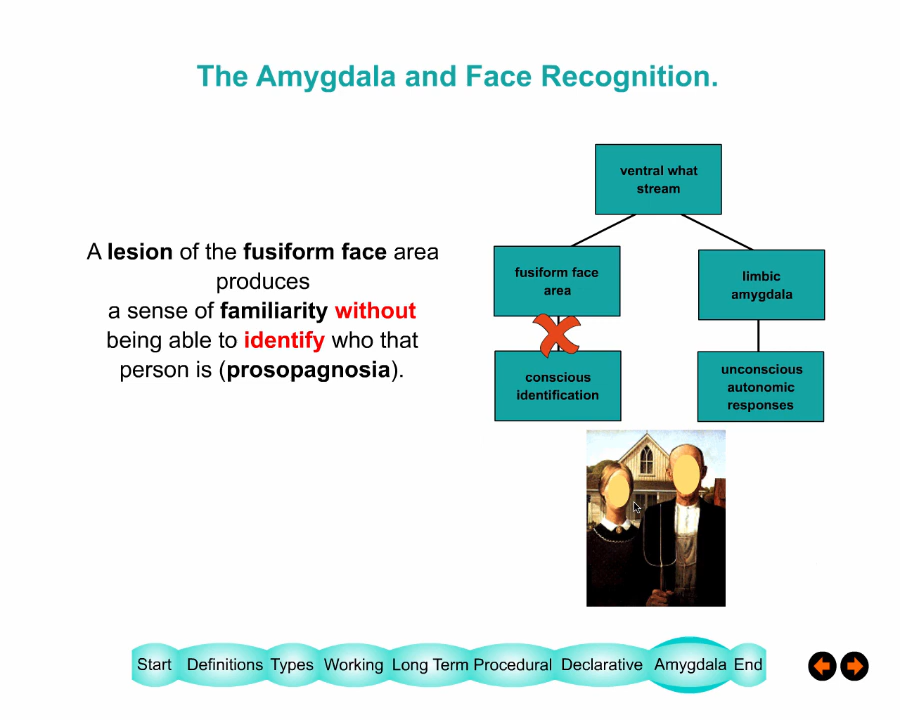 The Amygdala and Face Recognition.
A lesion of the fusiform face area
produces
a sense of familiarity without
being able to identify who that
person is (prosopagnosia).
ventral what
stream
fusiform face
area
limbic
amygdala
conscious
identification
unconscious
autonomic
responses
Start Definitions Types Working Long Term Procedural Declarative Amygdala End